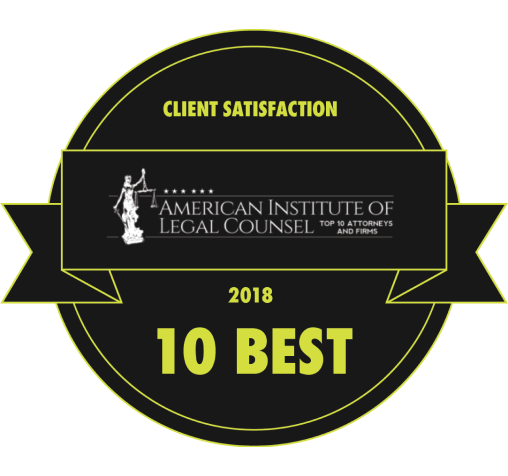 CLIENT SATISFACTION
AMERICAN INSTITUTE OF
LEGAL COUNSEL TOP 10 ATTORNEYS
AND FIRMS
2018
10 BEST